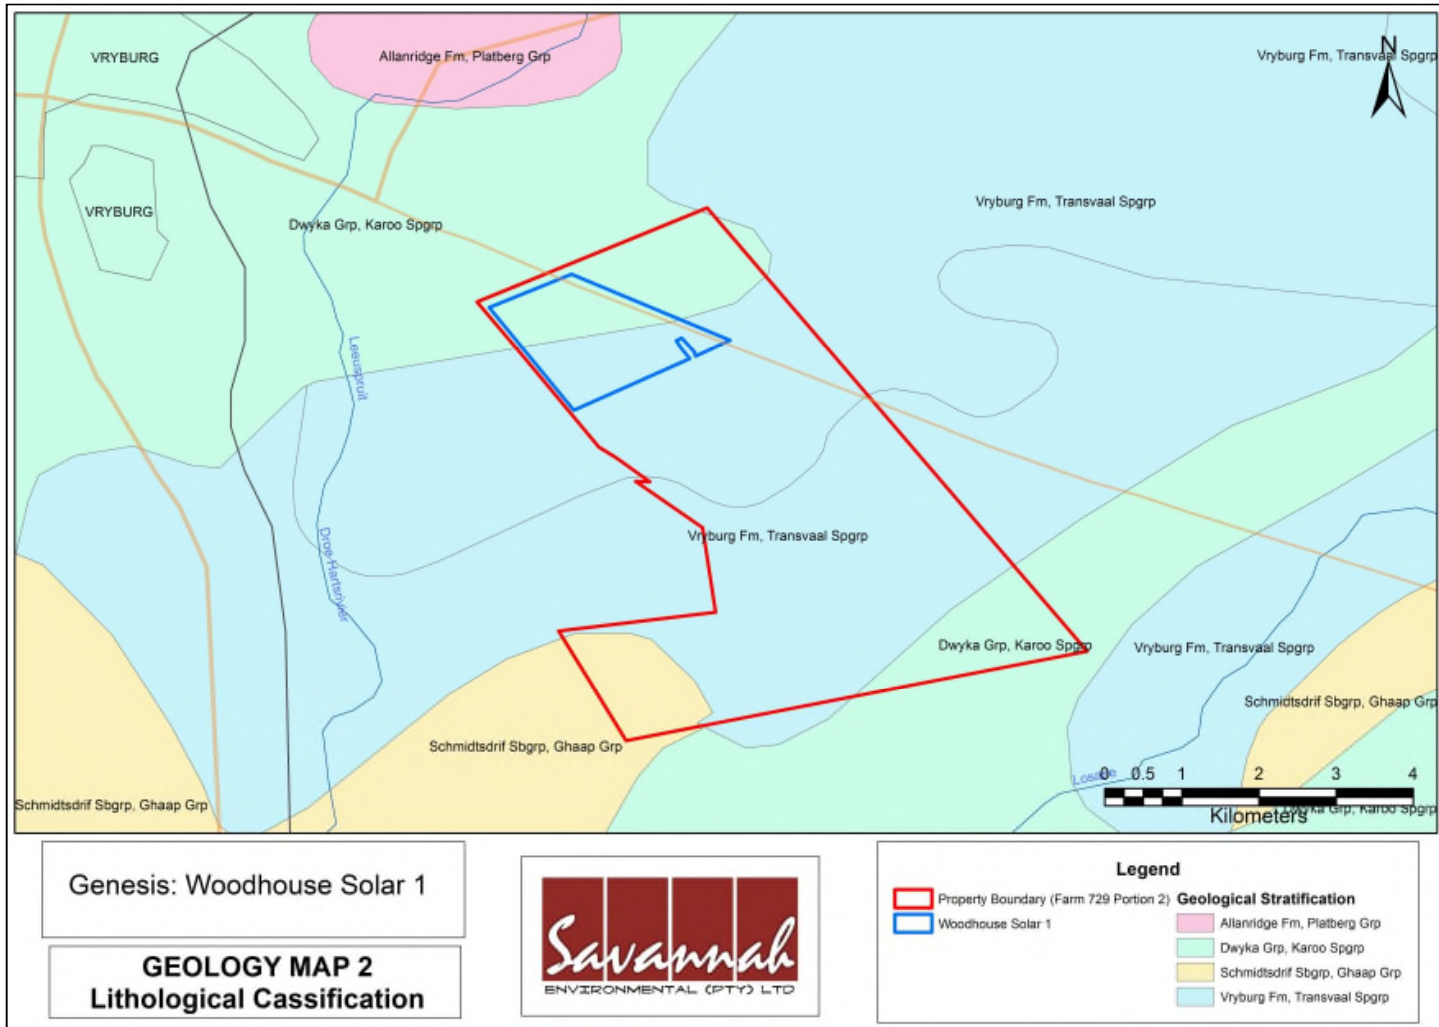 VRYBURG
Allanridge Fm, Platberg Grp
Vryburg Fm, Transvaal Spgrp
N
VRYBURG
Vryburg Fm, Transvaal Spgrp
Dwyka Grp, Karoo Spgrp
Leeuspruit
Vryburg Fm, Transvaal Spgrp
Droe-Hartsrivier
Dwyka Grp, Karoo Spgrp
Vryburg Fm, Transvaal Spgrp
Schmidtsdrif Sbgrp, Ghaap Grp
Schmidtsdrif Sbgrp, Ghaap Grp
Schmidtsdrif Sbgrp, Ghaap Grp
0 0.5 1 2 3 4
Kilometers
Dwyka Grp, Karoo Spgrp
Genesis: Woodhouse Solar 1
GEOLOGY MAP 2
Lithological Cassification
Savannah
ENVIRONMENTAL (PTY) LTD
Legend
Property Boundary (Farm 729 Portion 2)
Woodhouse Solar 1
Geological Stratification
Allanridge Fm, Platberg Grp
Dwyka Grp, Karoo Spgrp
Schmidtsdrif Sbgrp, Ghaap Grp
Vryburg Fm, Transvaal Spgrp